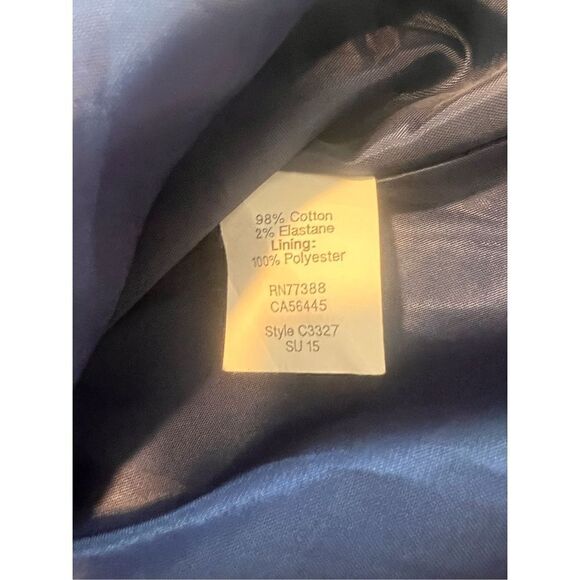 98% Cotton
2% Elastane
Lining:
100% Polyester
RN77388
CA56445
Style C3327
SU 15